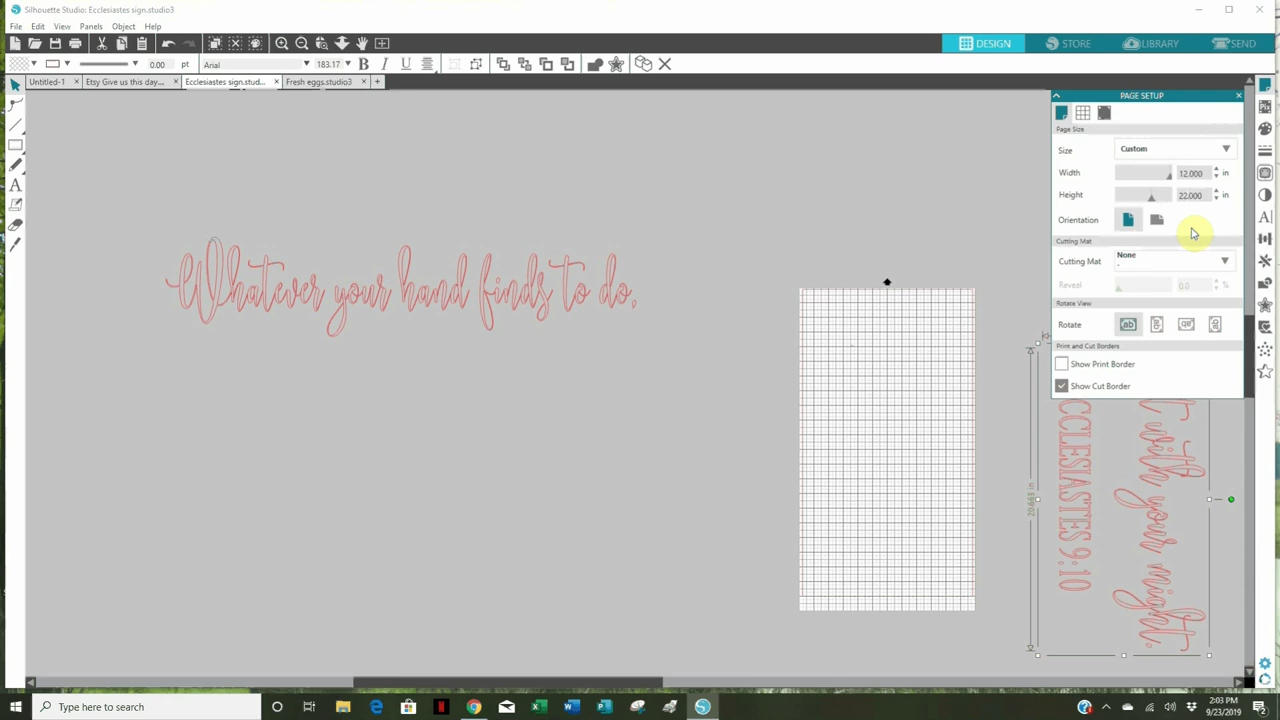 Silhouette Studio: Ecclesiastes sign.studio3
File Edit View Panels Object Help
DESIGN STORE LIBRARY SEND
0.00 pt Arial 183.17 B I U
Untitled-1 Etsy Give us this day... Ecclesiastes sign.stud... Fresh eggs.studio3
PAGE SETUP
Page Size
Size Custom
Width 12.000 in
Height 22.000 in
Orientation
Cutting Mat
Cutting Mat None
Reveal 0.0 %
Rotate View
Rotate
Print and Cut Borders
Show Print Border
Show Cut Border
Whatever your hand finds to do,
20.663 in
with your might.
CCLESIASTES 9:10
Type here to search
2:03 PM
9/23/2019